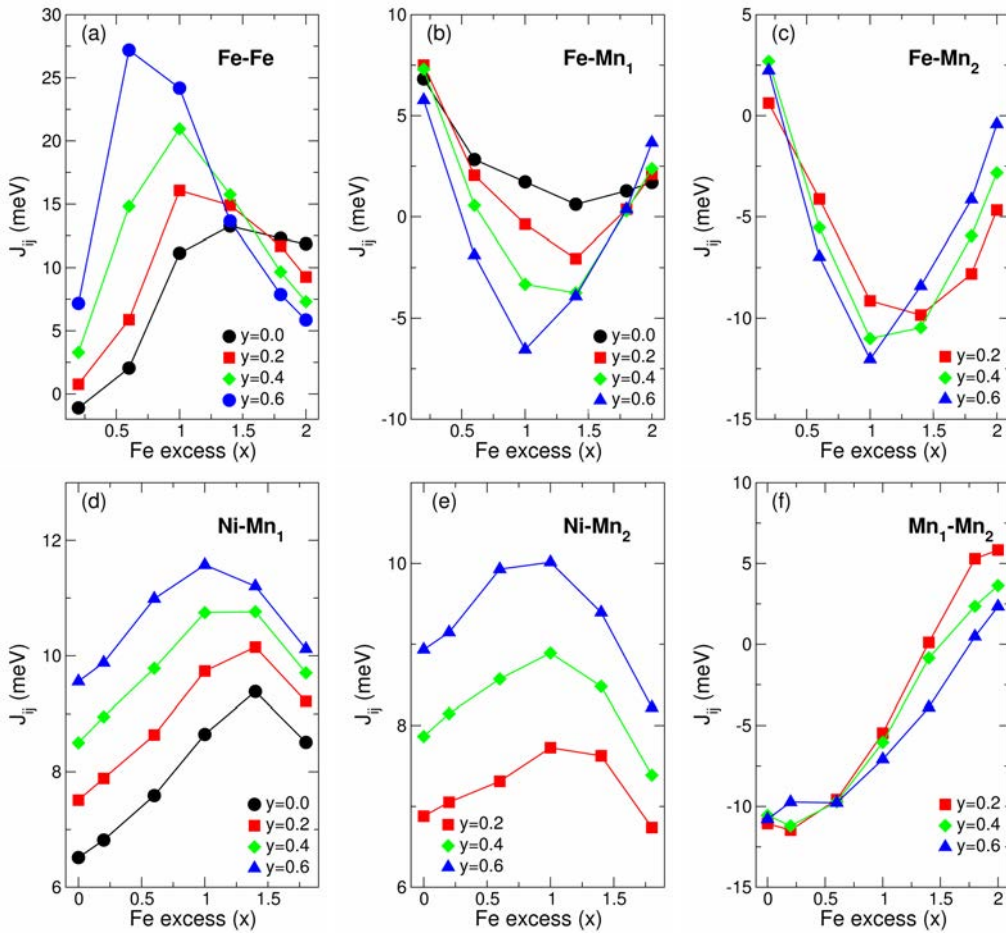 (a)
Fe-Fe
30
25
20
15
10
5
0
J_ij (meV)
y=0.0
y=0.2
y=0.4
y=0.6
0.5 1 1.5 2
Fe excess (x)
(b)
Fe-Mn_1
10
5
0
-5
-10
J_ij (meV)
y=0.0
y=0.2
y=0.4
y=0.6
0.5 1 1.5 2
Fe excess (x)
(c)
Fe-Mn_2
5
0
-5
-10
-15
J_ij (meV)
y=0.2
y=0.4
y=0.6
0.5 1 1.5 2
Fe excess (x)
(d)
Ni-Mn_1
12
10
8
6
J_ij (meV)
y=0.0
y=0.2
y=0.4
y=0.6
0 0.5 1 1.5
Fe excess (x)
(e)
Ni-Mn_2
10
8
6
J_ij (meV)
y=0.2
y=0.4
y=0.6
0 0.5 1 1.5
Fe excess (x)
(f)
Mn_1-Mn_2
10
5
0
-5
-10
-15
J_ij (meV)
y=0.2
y=0.4
y=0.6
0 0.5 1 1.5 2
Fe excess (x)